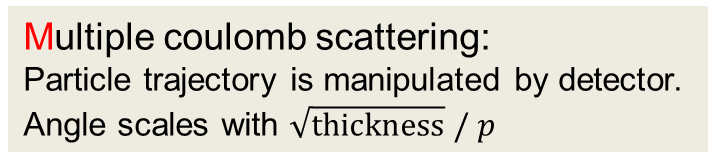 Multiple coulomb scattering:
Particle trajectory is manipulated by detector.
Angle scales with √thickness / p